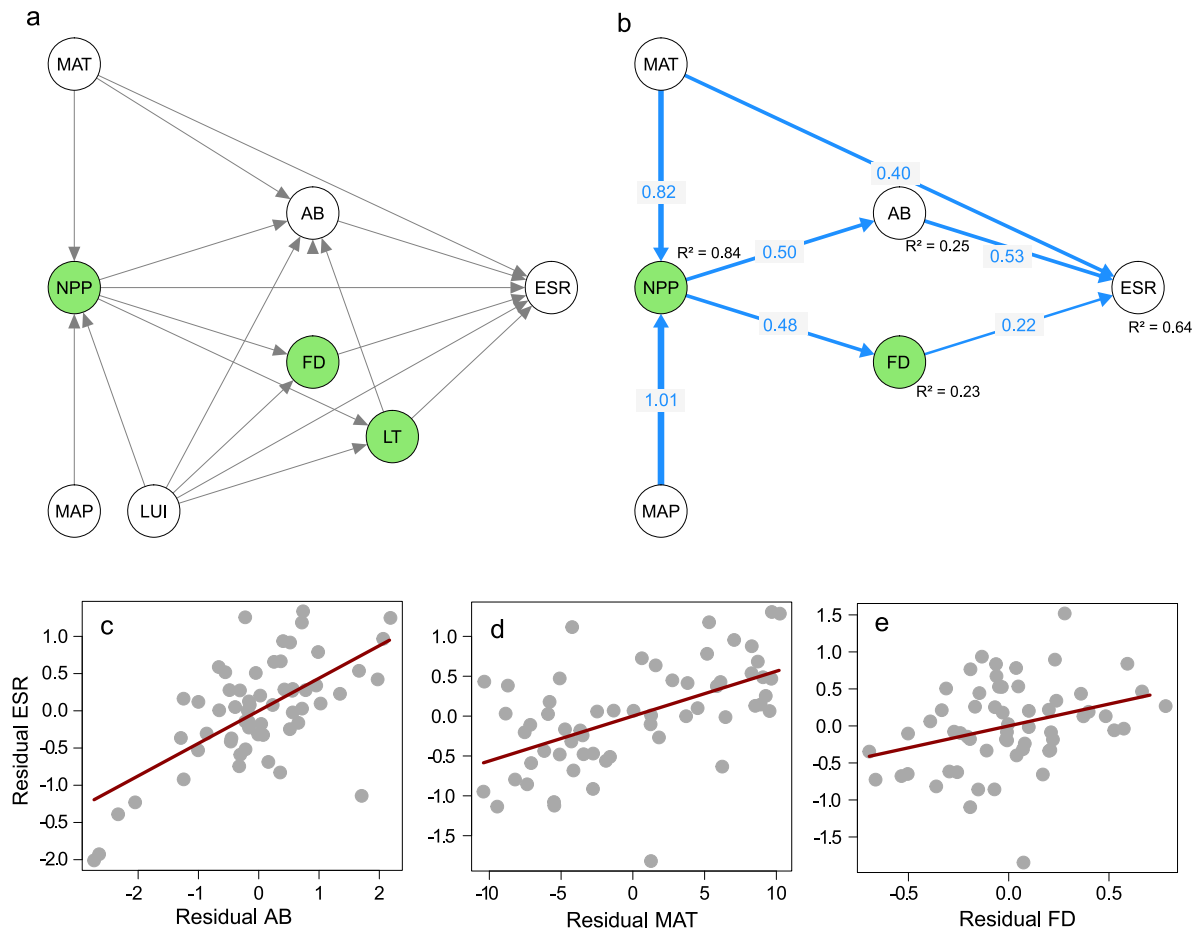 a
MAT
AB
NPP
ESR
FD
LT
MAP
LUI
b
MAT
0.40
0.82
AB
R² = 0.84
0.50
R² = 0.25
0.53
NPP
ESR
0.48
0.22
R² = 0.64
FD
R² = 0.23
1.01
MAP
c
Residual ESR
1.0
0.5
0.0
-0.5
-1.0
-1.5
-2.0
-2
-1
0
1
2
Residual AB
d
1.0
0.5
0.0
-0.5
-1.0
-1.5
-10
-5
0
5
10
Residual MAT
e
1.5
1.0
0.5
0.0
-0.5
-1.0
-1.5
-0.5
0.0
0.5
Residual FD